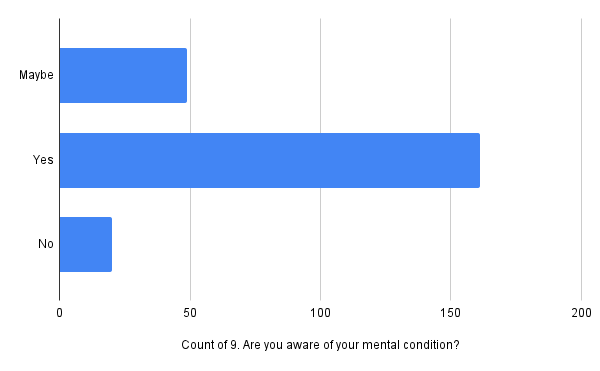 Maybe
Yes
No
0 50 100 150 200
Count of 9. Are you aware of your mental condition?